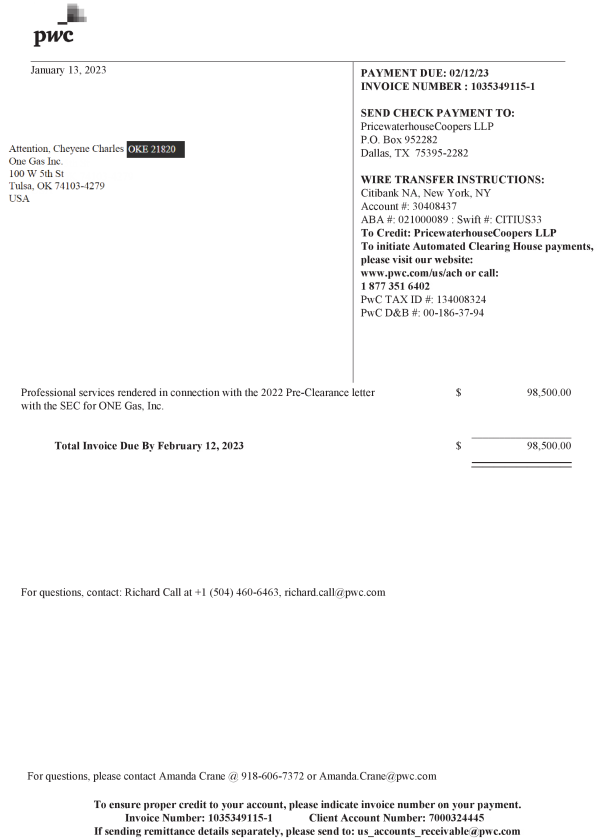 pwc
January 13, 2023
PAYMENT DUE: 02/12/23
INVOICE NUMBER : 1035349115-1
SEND CHECK PAYMENT TO:
PricewaterhouseCoopers LLP
P.O. Box 952282
Dallas, TX 75395-2282
Attention, Cheyene Charles OKE 21820
One Gas Inc.
100 W 5th St
Tulsa, OK 74103-4279
USA
WIRE TRANSFER INSTRUCTIONS:
Citibank NA, New York, NY
Account #: 30408437
ABA #: 021000089 : Swift #: CITIUS33
To Credit: PricewaterhouseCoopers LLP
To initiate Automated Clearing House payments,
please visit our website:
www.pwc.com/us/ach or call:
1 877 351 6402
PwC TAX ID #: 134008324
PwC D&B #: 00-186-37-94
Professional services rendered in connection with the 2022 Pre-Clearance letter $ 98,500.00
with the SEC for ONE Gas, Inc.
Total Invoice Due By February 12, 2023 $ 98,500.00
For questions, contact: Richard Call at +1 (504) 460-6463, richard.call@pwc.com
For questions, please contact Amanda Crane @ 918-606-7372 or Amanda.Crane@pwc.com
To ensure proper credit to your account, please indicate invoice number on your payment.
Invoice Number: 1035349115-1 Client Account Number: 7000324445
If sending remittance details separately, please send to: us_accounts_receivable@pwc.com